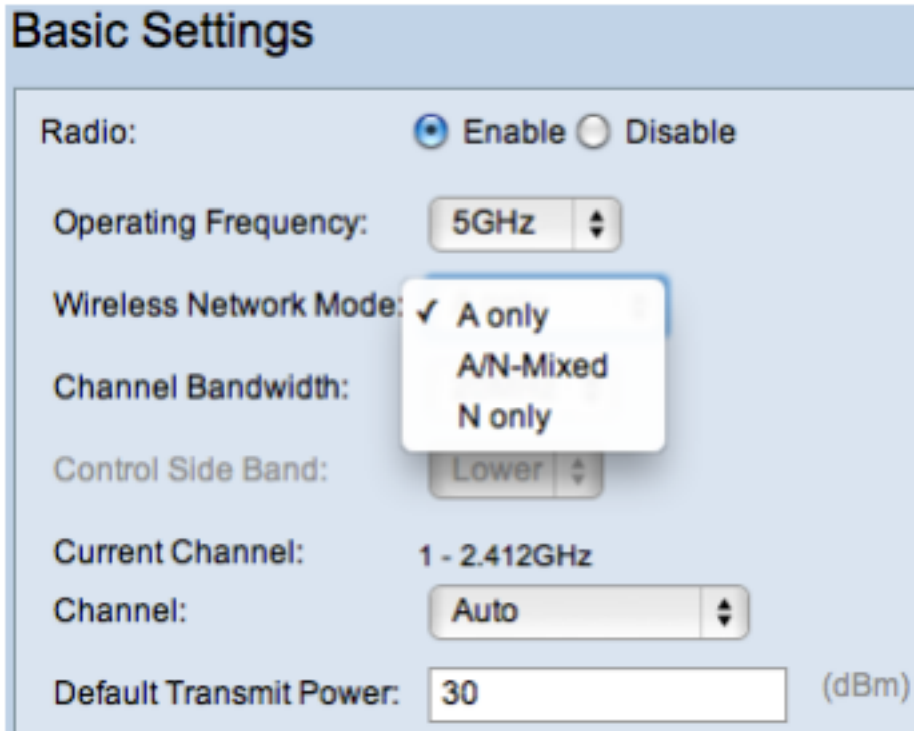 Basic Settings
Radio: Enable Disable
Operating Frequency: 5GHz
Wireless Network Mode: ✓ A only
A/N-Mixed
Channel Bandwidth:
N only
Control Side Band: Lower
Current Channel: 1 - 2.412GHz
Channel: Auto
Default Transmit Power: 30 (dBm)